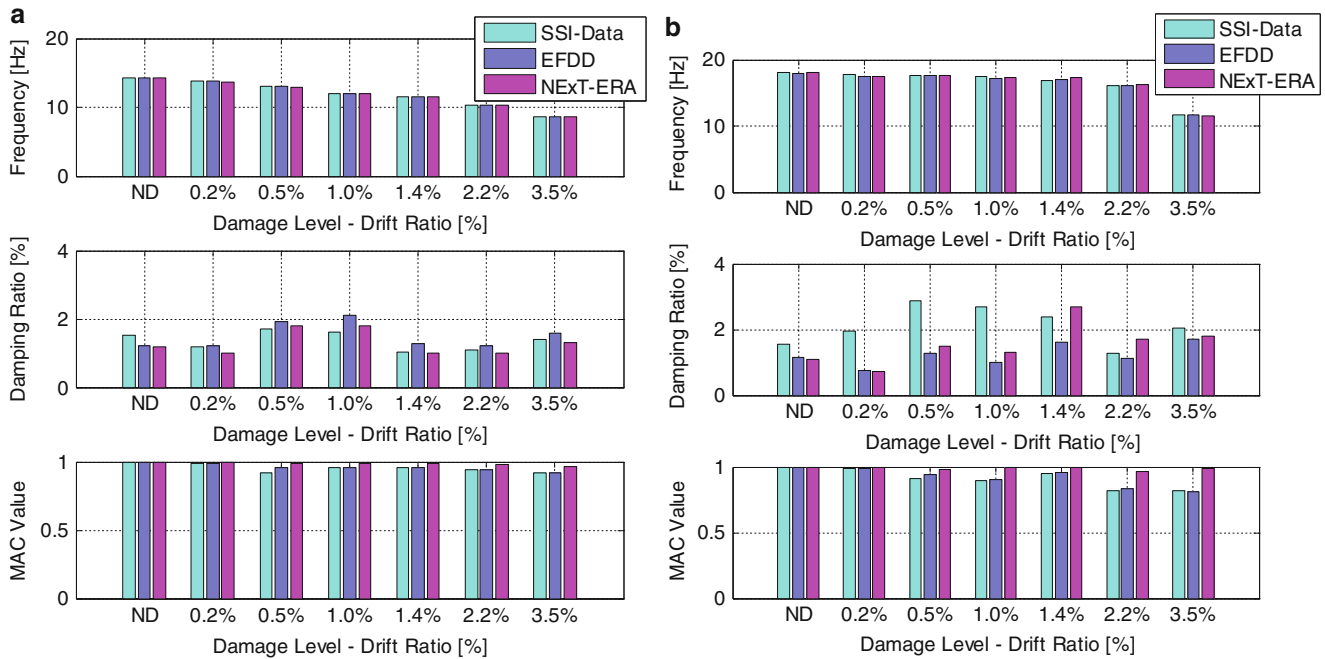 a
SSI-Data
EFDD
NExT-ERA
Frequency [Hz]
20
10
0
ND 0.2% 0.5% 1.0% 1.4% 2.2% 3.5%
Damage Level - Drift Ratio [%]
Damping Ratio [%]
4
2
0
ND 0.2% 0.5% 1.0% 1.4% 2.2% 3.5%
Damage Level - Drift Ratio [%]
MAC Value
1
0.5
0
ND 0.2% 0.5% 1.0% 1.4% 2.2% 3.5%
Damage Level - Drift Ratio [%]
b
SSI-Data
EFDD
NExT-ERA
Frequency [Hz]
20
10
0
ND 0.2% 0.5% 1.0% 1.4% 2.2% 3.5%
Damage Level - Drift Ratio [%]
Damping Ratio [%]
4
2
0
ND 0.2% 0.5% 1.0% 1.4% 2.2% 3.5%
Damage Level - Drift Ratio [%]
MAC Value
1
0.5
0
ND 0.2% 0.5% 1.0% 1.4% 2.2% 3.5%
Damage Level - Drift Ratio [%]